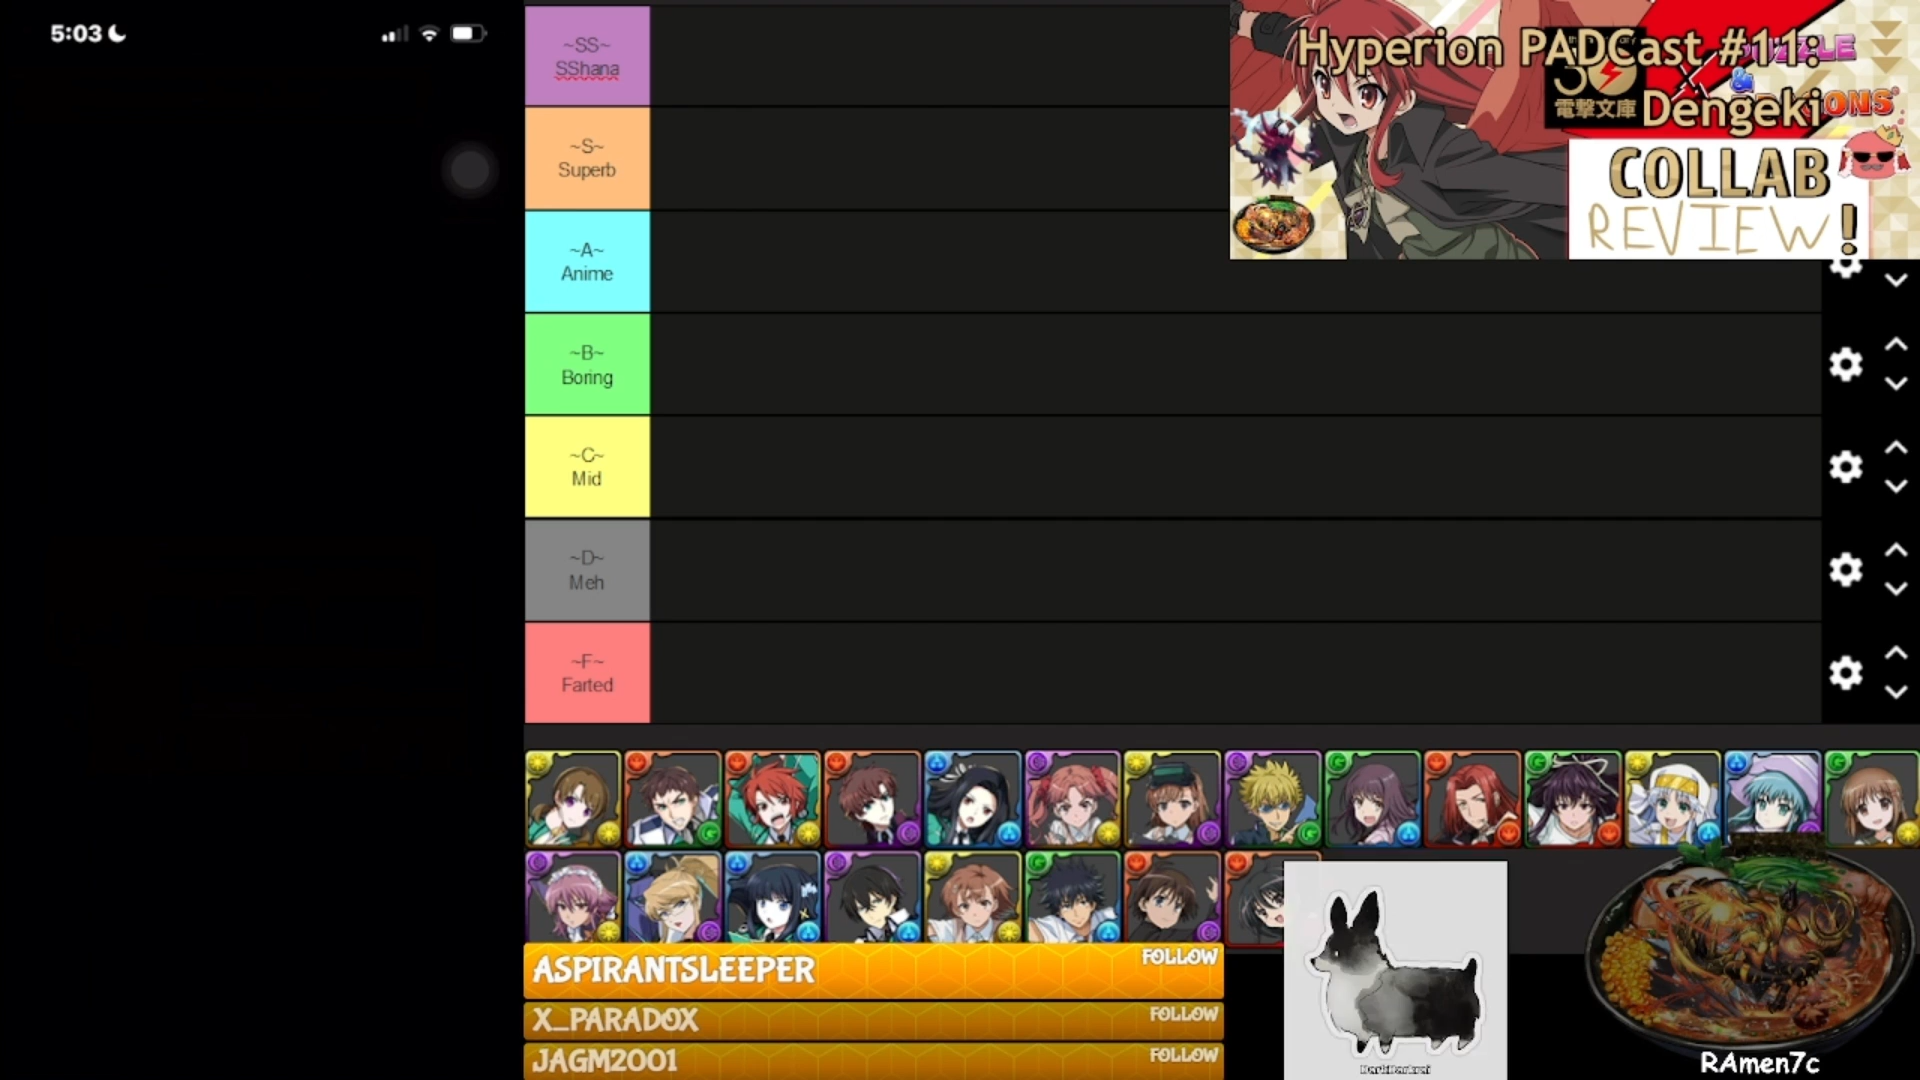 5:03
~SS~
SShana
~S~
Superb
~A~
Anime
~B~
Boring
~C~
Mid
~D~
Meh
~F~
Farted
Hyperion PADCast #11:
Dengeki
30
電撃文庫
&
COLLAB
REVIEW!
ASPIRANTSLEEPER FOLLOW
X_PARADOX FOLLOW
JAGM2001 FOLLOW
RAmen7c